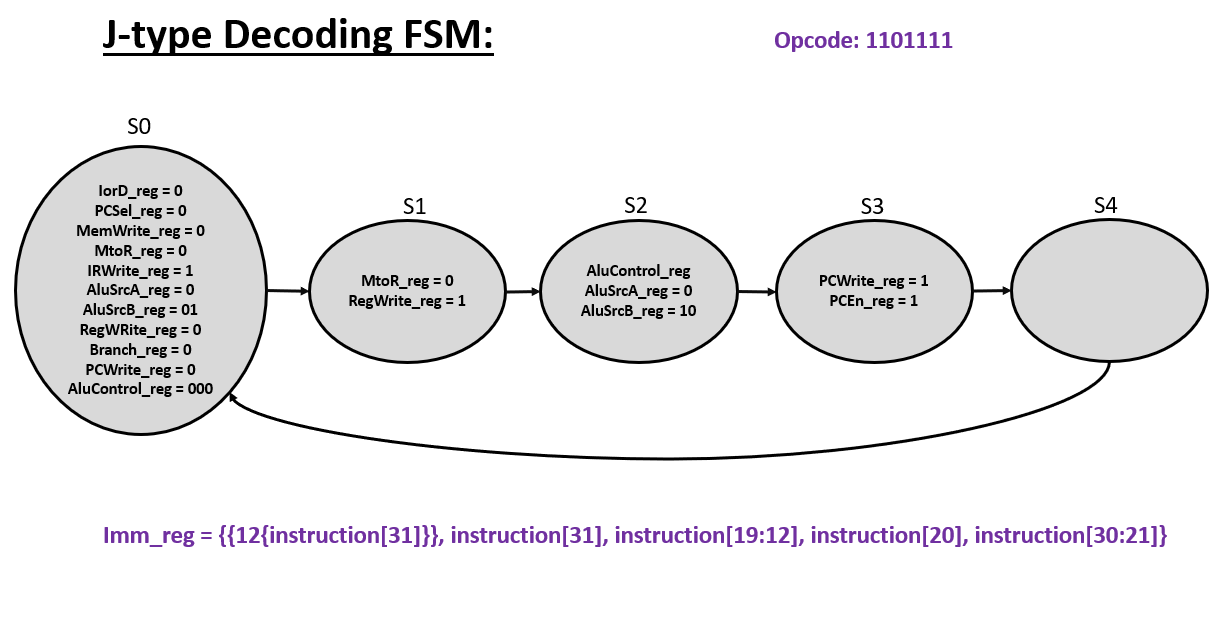 J-type Decoding FSM:
Opcode: 1101111
S0
IorD_reg = 0
PCSel_reg = 0
MemWrite_reg = 0
MtoR_reg = 0
IRWrite_reg = 1
AluSrcA_reg = 0
AluSrcB_reg = 01
RegWRite_reg = 0
Branch_reg = 0
PCWrite_reg = 0
AluControl_reg = 000
S1
MtoR_reg = 0
RegWrite_reg = 1
S2
AluControl_reg
AluSrcA_reg = 0
AluSrcB_reg = 10
S3
PCWrite_reg = 1
PCEn_reg = 1
S4
Imm_reg = {{12{instruction[31]}}, instruction[31], instruction[19:12], instruction[20], instruction[30:21]}